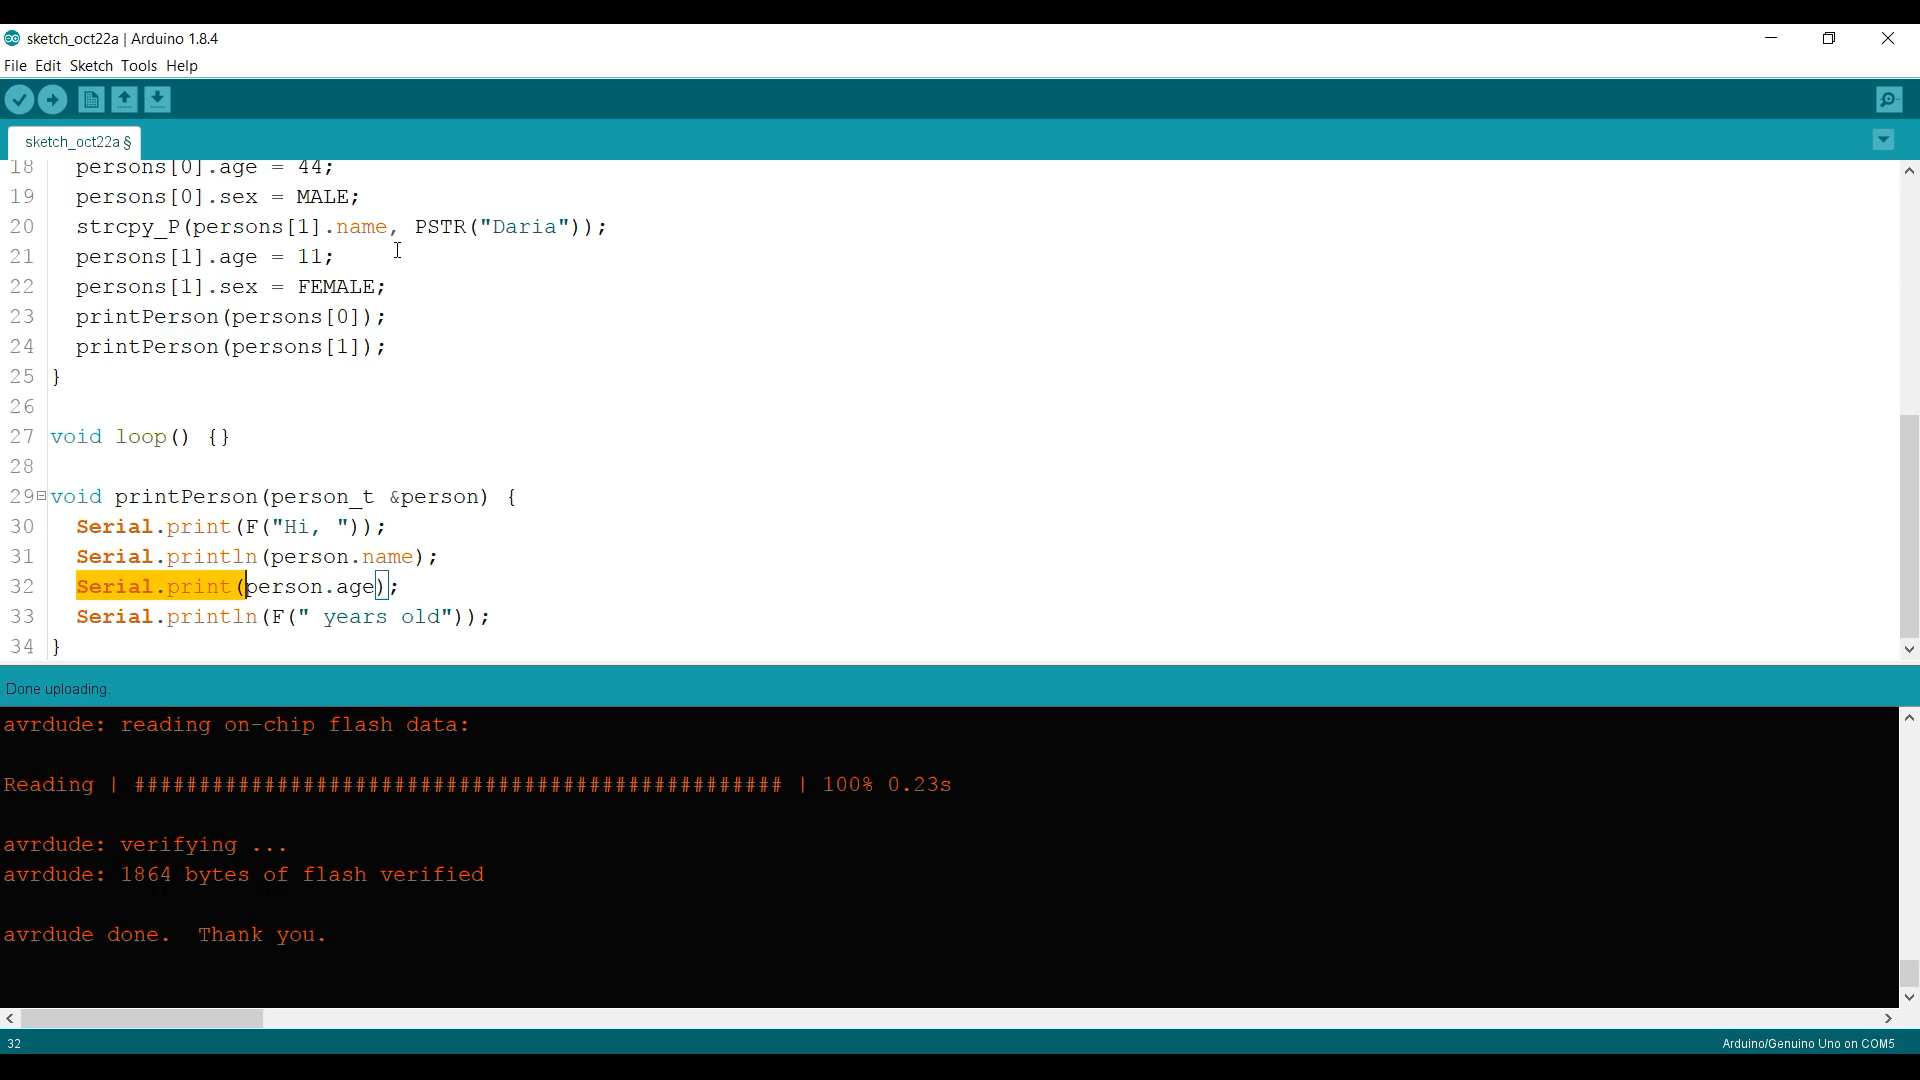 sketch_oct22a | Arduino 1.8.4
File Edit Sketch Tools Help
sketch_oct22a §
18 persons[0].age = 44;
19 persons[0].sex = MALE;
20 strcpy_P(persons[1].name, PSTR("Daria"));
21 persons[1].age = 11;
22 persons[1].sex = FEMALE;
23 printPerson(persons[0]);
24 printPerson(persons[1]);
25 }
26
27 void loop() {}
28
29 void printPerson(person_t &person) {
30 Serial.print(F("Hi, "));
31 Serial.println(person.name);
32 Serial.print(person.age);
33 Serial.println(F(" years old"));
34 }
Done uploading.
avrdude: reading on-chip flash data:
Reading | ################################################## | 100% 0.23s
avrdude: verifying ...
avrdude: 1864 bytes of flash verified
avrdude done.  Thank you.
32
Arduino/Genuino Uno on COM5